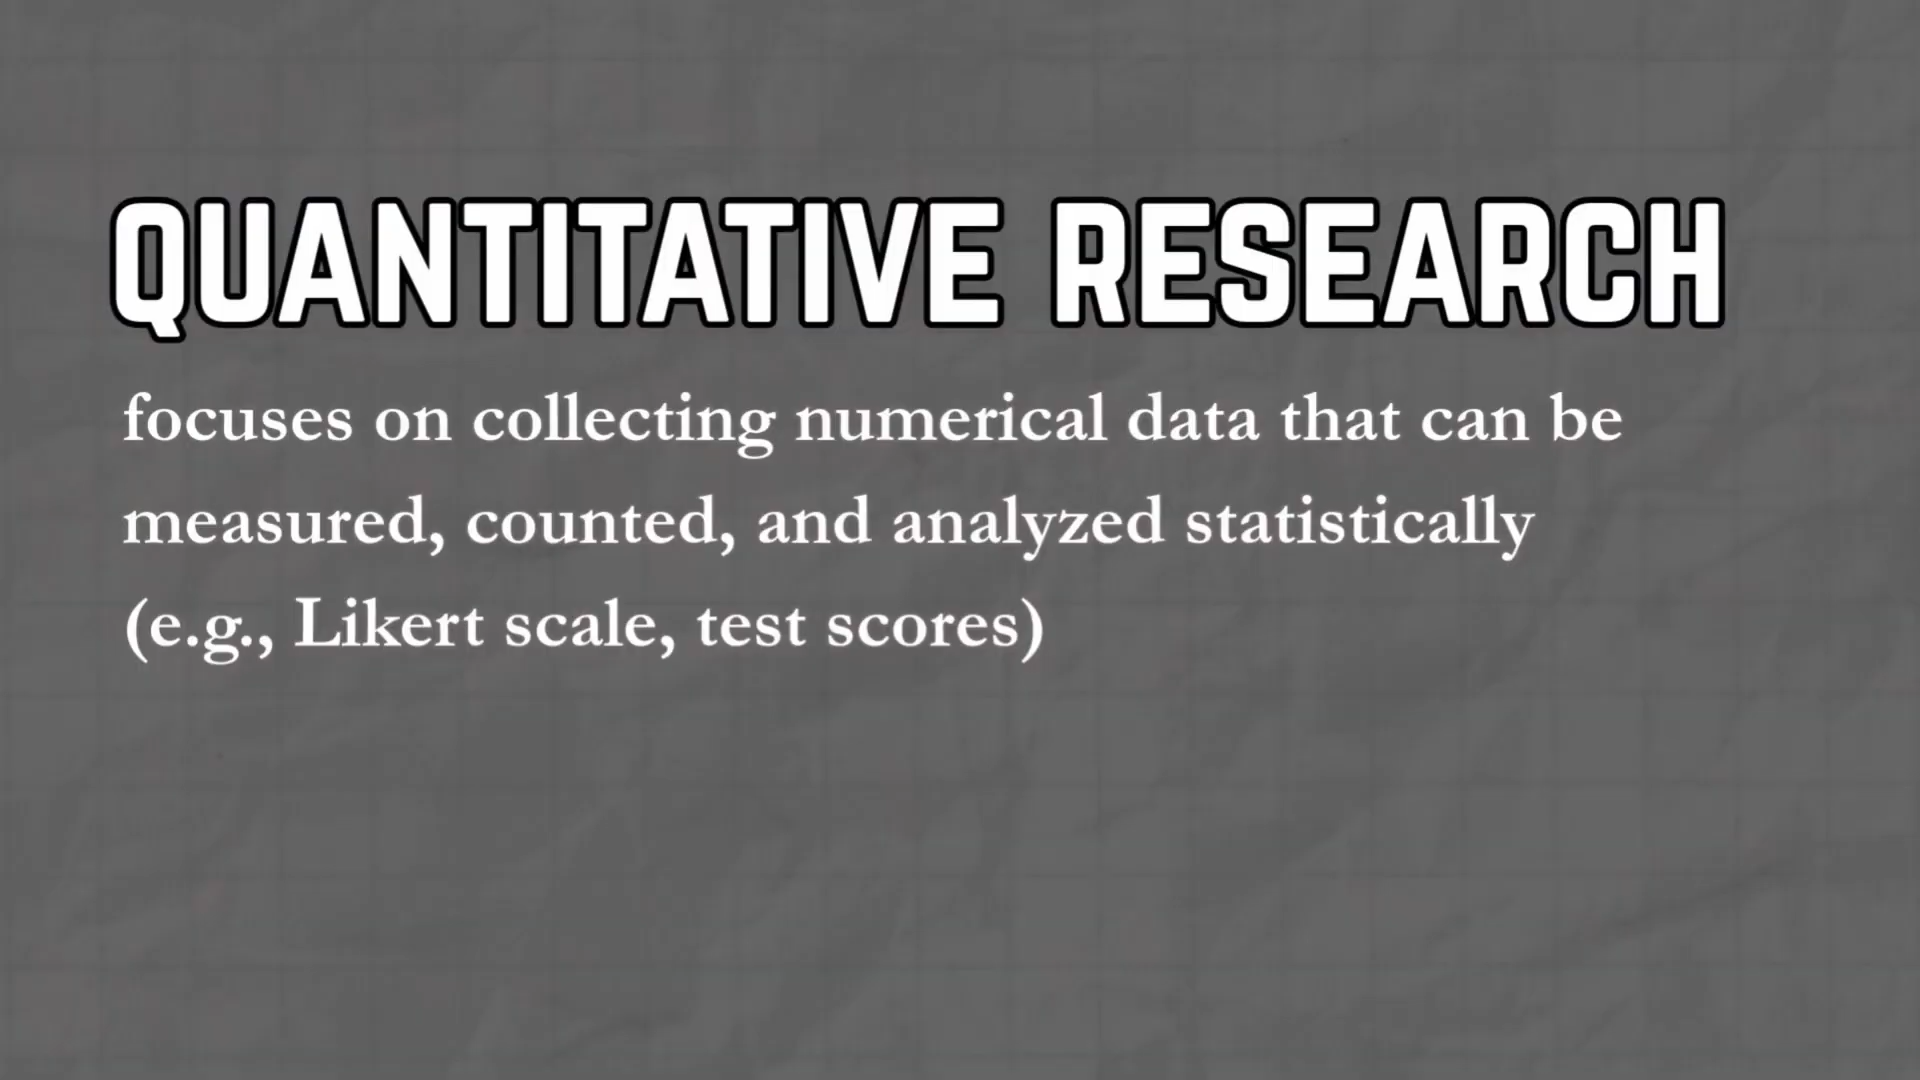 QUANTITATIVE RESEARCH
focuses on collecting numerical data that can be
measured, counted, and analyzed statistically
(e.g., Likert scale, test scores)